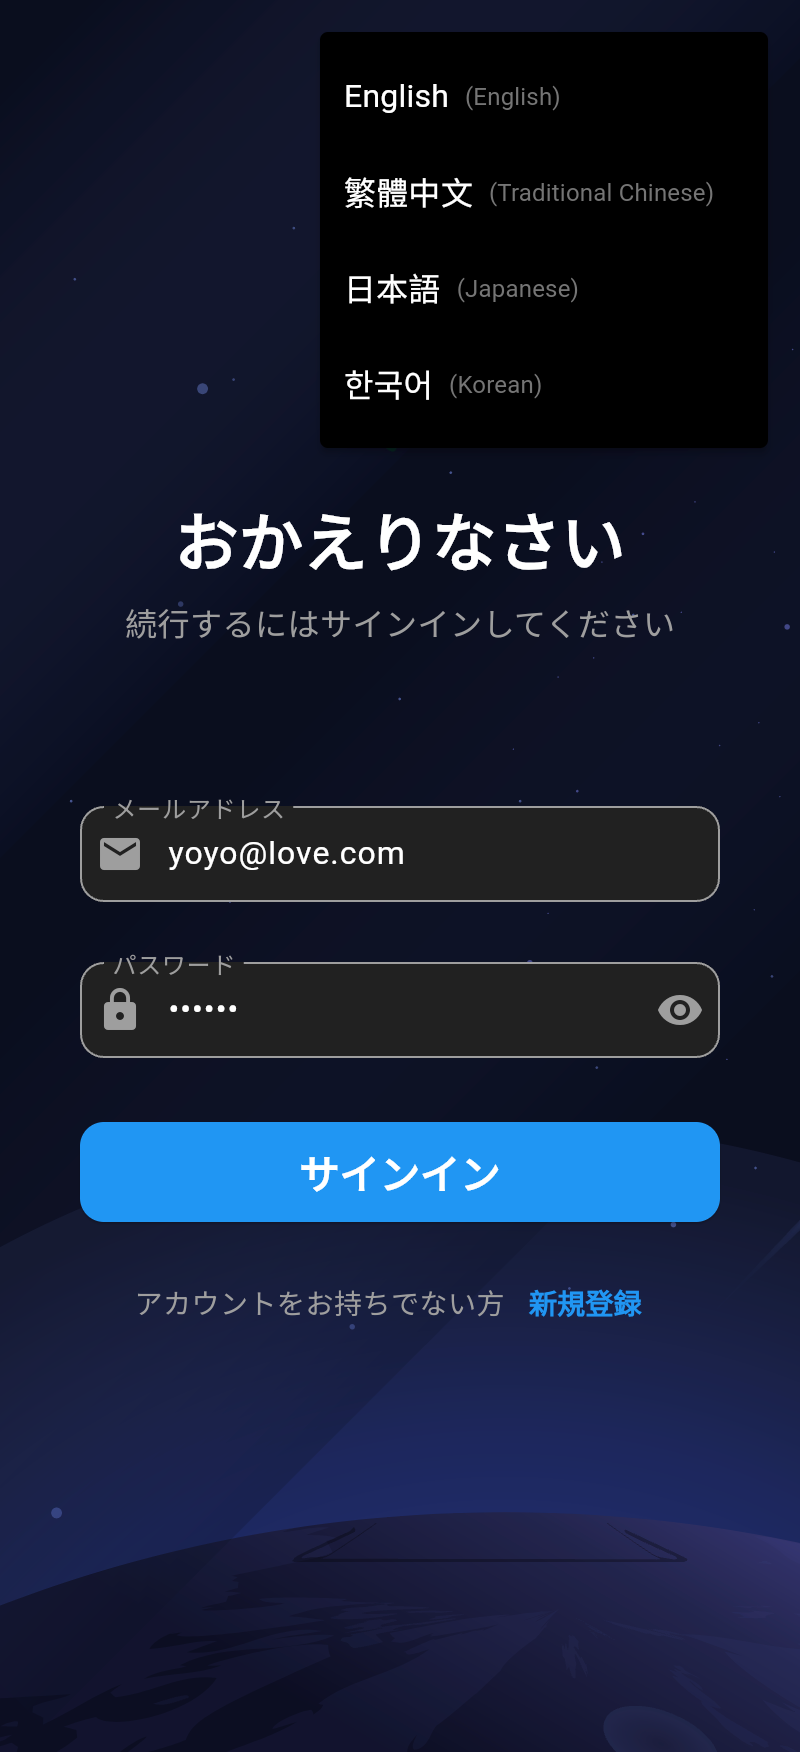 English (English)
繁體中文 (Traditional Chinese)
日本語 (Japanese)
한국어 (Korean)
おかえりなさい
続行するにはサインインしてください
メールアドレス
yoyo@love.com
パスワード
••••••
サインイン
アカウントをお持ちでない方 新規登録